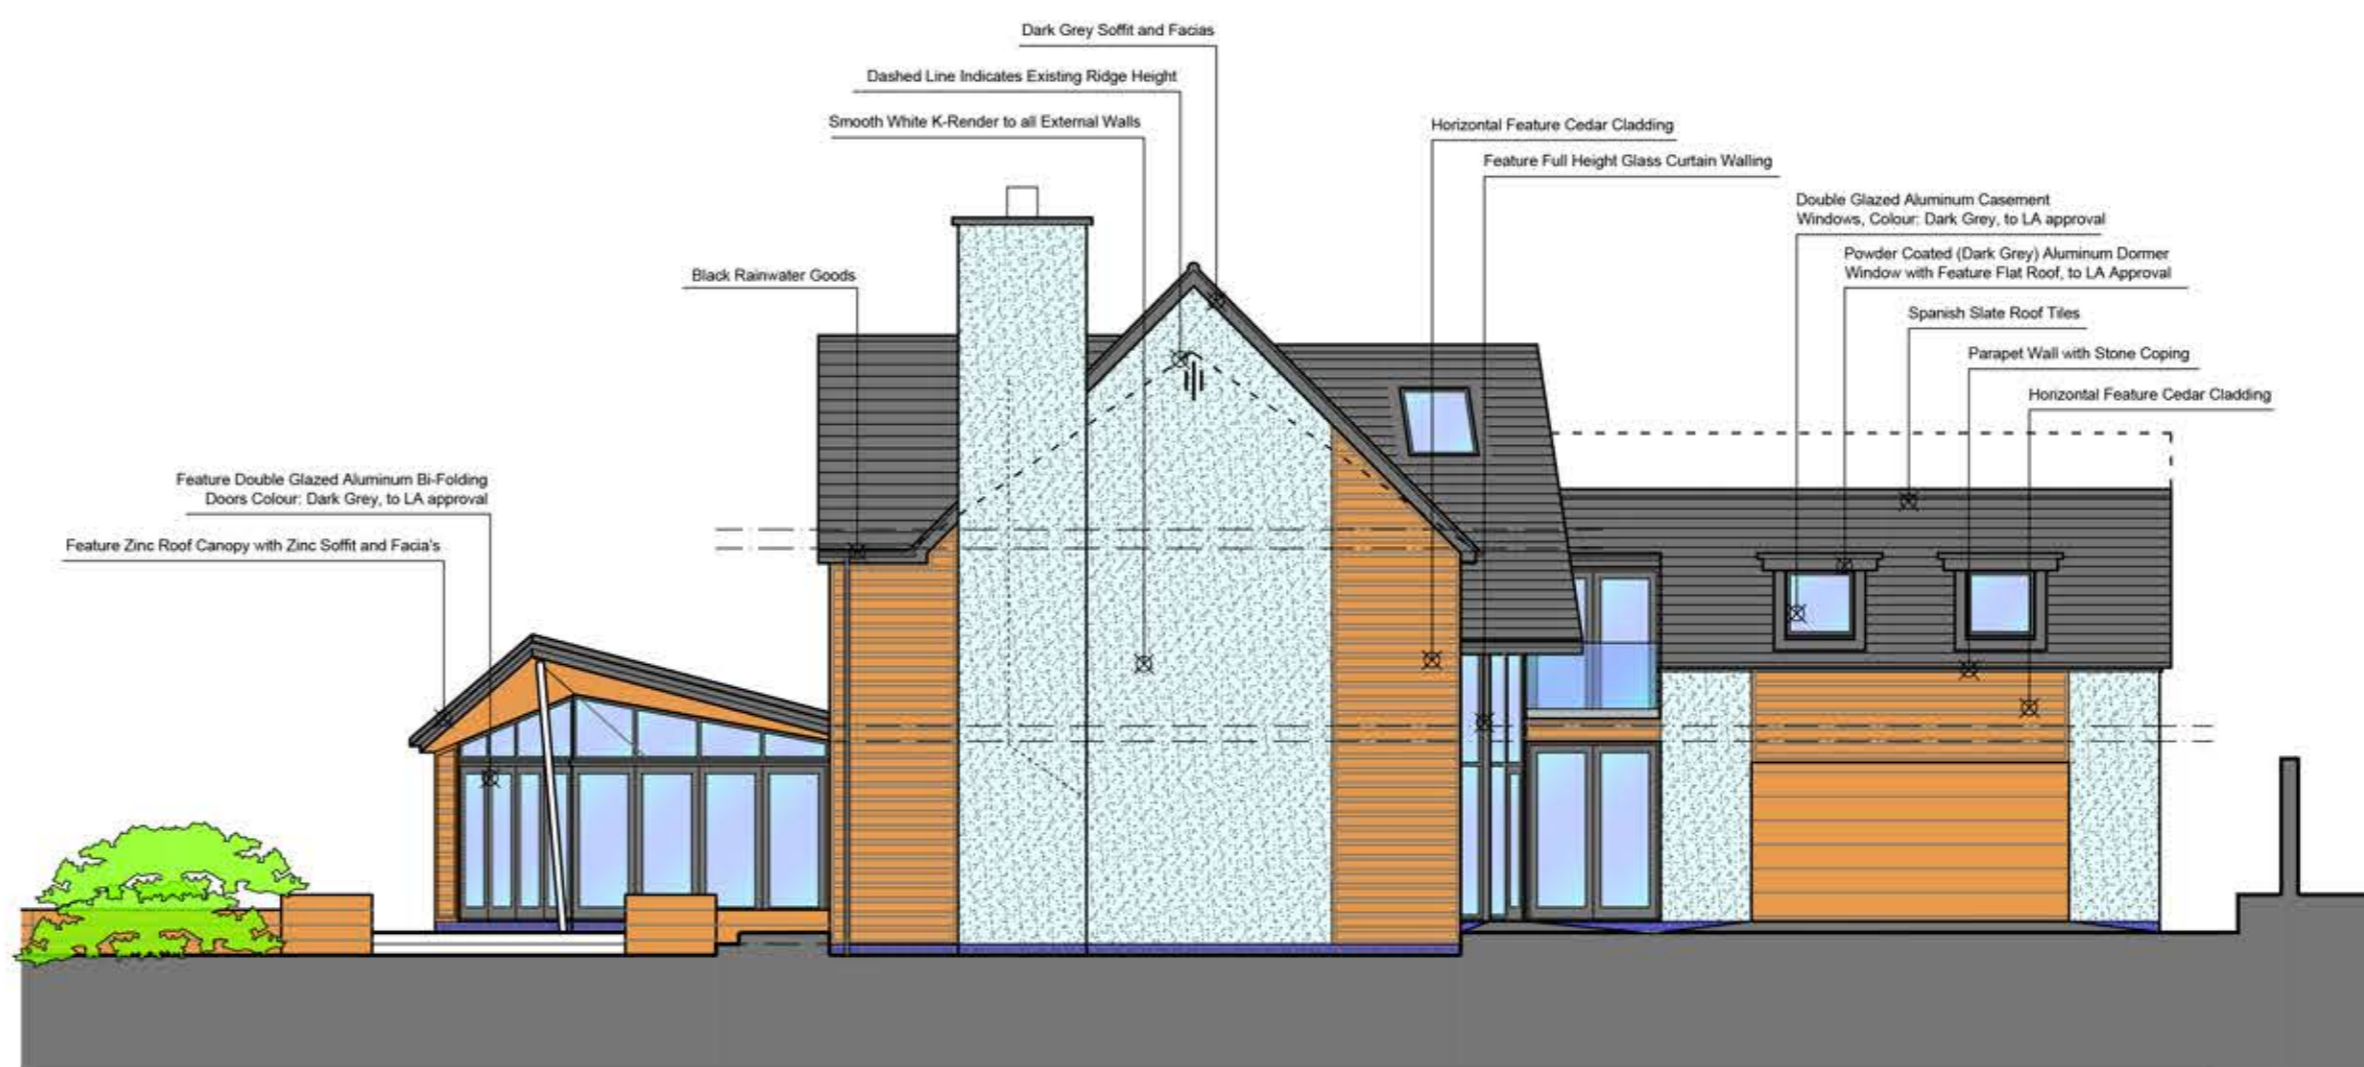 Dark Grey Soffit and Facias
Dashed Line Indicates Existing Ridge Height
Smooth White K-Render to all External Walls
Horizontal Feature Cedar Cladding
Feature Full Height Glass Curtain Walling
Double Glazed Aluminum Casement
Windows, Colour: Dark Grey, to LA approval
Powder Coated (Dark Grey) Aluminum Dormer
Window with Feature Flat Roof, to LA Approval
Black Rainwater Goods
Spanish Slate Roof Tiles
Parapet Wall with Stone Coping
Horizontal Feature Cedar Cladding
Feature Double Glazed Aluminum Bi-Folding
Doors Colour: Dark Grey, to LA approval
Feature Zinc Roof Canopy with Zinc Soffit and Facia's